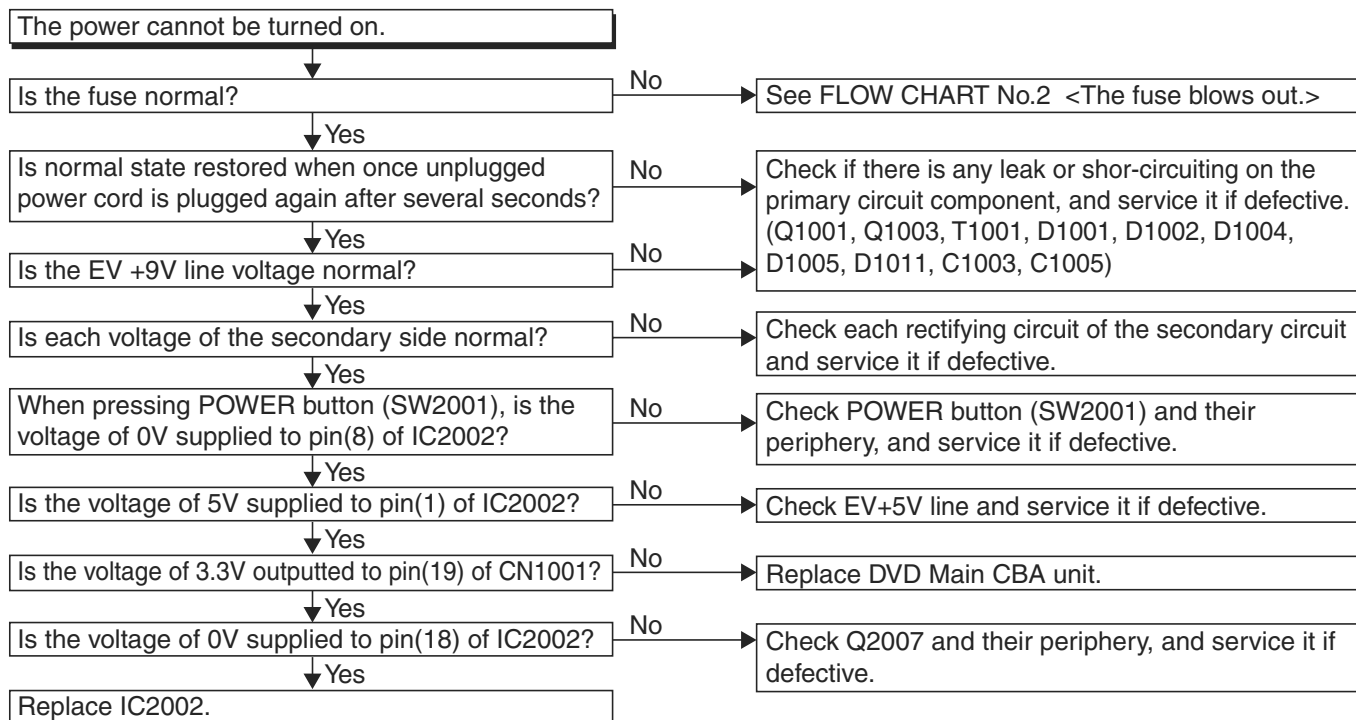 The power cannot be turned on.
No
Is the fuse normal?
See FLOW CHART No.2 <The fuse blows out.>
Yes
Is normal state restored when once unplugged
power cord is plugged again after several seconds?
No
Check if there is any leak or shor-circuiting on the
primary circuit component, and service it if defective.
(Q1001, Q1003, T1001, D1001, D1002, D1004,
D1005, D1011, C1003, C1005)
Yes
Is the EV +9V line voltage normal?
No
Yes
Is each voltage of the secondary side normal?
No
Check each rectifying circuit of the secondary circuit
and service it if defective.
Yes
When pressing POWER button (SW2001), is the
voltage of 0V supplied to pin(8) of IC2002?
No
Check POWER button (SW2001) and their
periphery, and service it if defective.
Yes
Is the voltage of 5V supplied to pin(1) of IC2002?
No
Check EV+5V line and service it if defective.
Yes
Is the voltage of 3.3V outputted to pin(19) of CN1001?
No
Replace DVD Main CBA unit.
Yes
Is the voltage of 0V supplied to pin(18) of IC2002?
No
Check Q2007 and their periphery, and service it if
defective.
Yes
Replace IC2002.